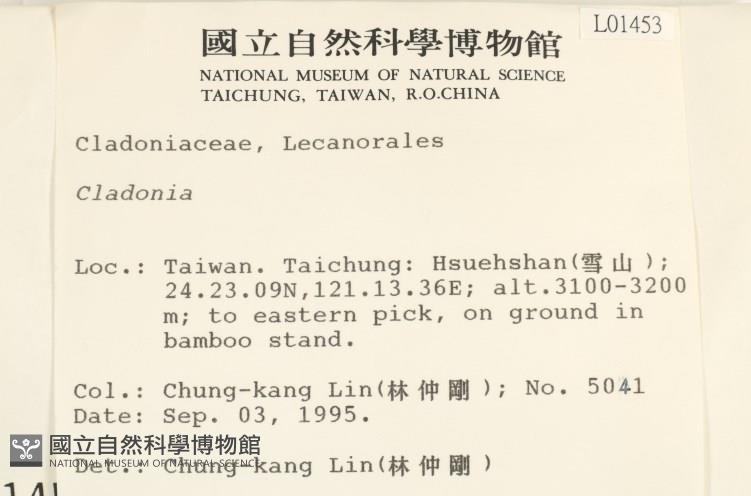 L01453
國立自然科學博物館
NATIONAL MUSEUM OF NATURAL SCIENCE
TAICHUNG, TAIWAN, R.O.CHINA
Cladoniaceae, Lecanorales
Cladonia
Loc.: Taiwan. Taichung: Hsuehshan(雪山);
24.23.09N,121.13.36E; alt.3100-3200
m; to eastern pick, on ground in
bamboo stand.
Col.: Chung-kang Lin(林仲剛); No. 5041
Date: Sep. 03, 1995.
國立自然科學博物館
NATIONAL MUSEUM OF NATURAL SCIENCE
Det.: Chung-kang Lin(林仲剛)